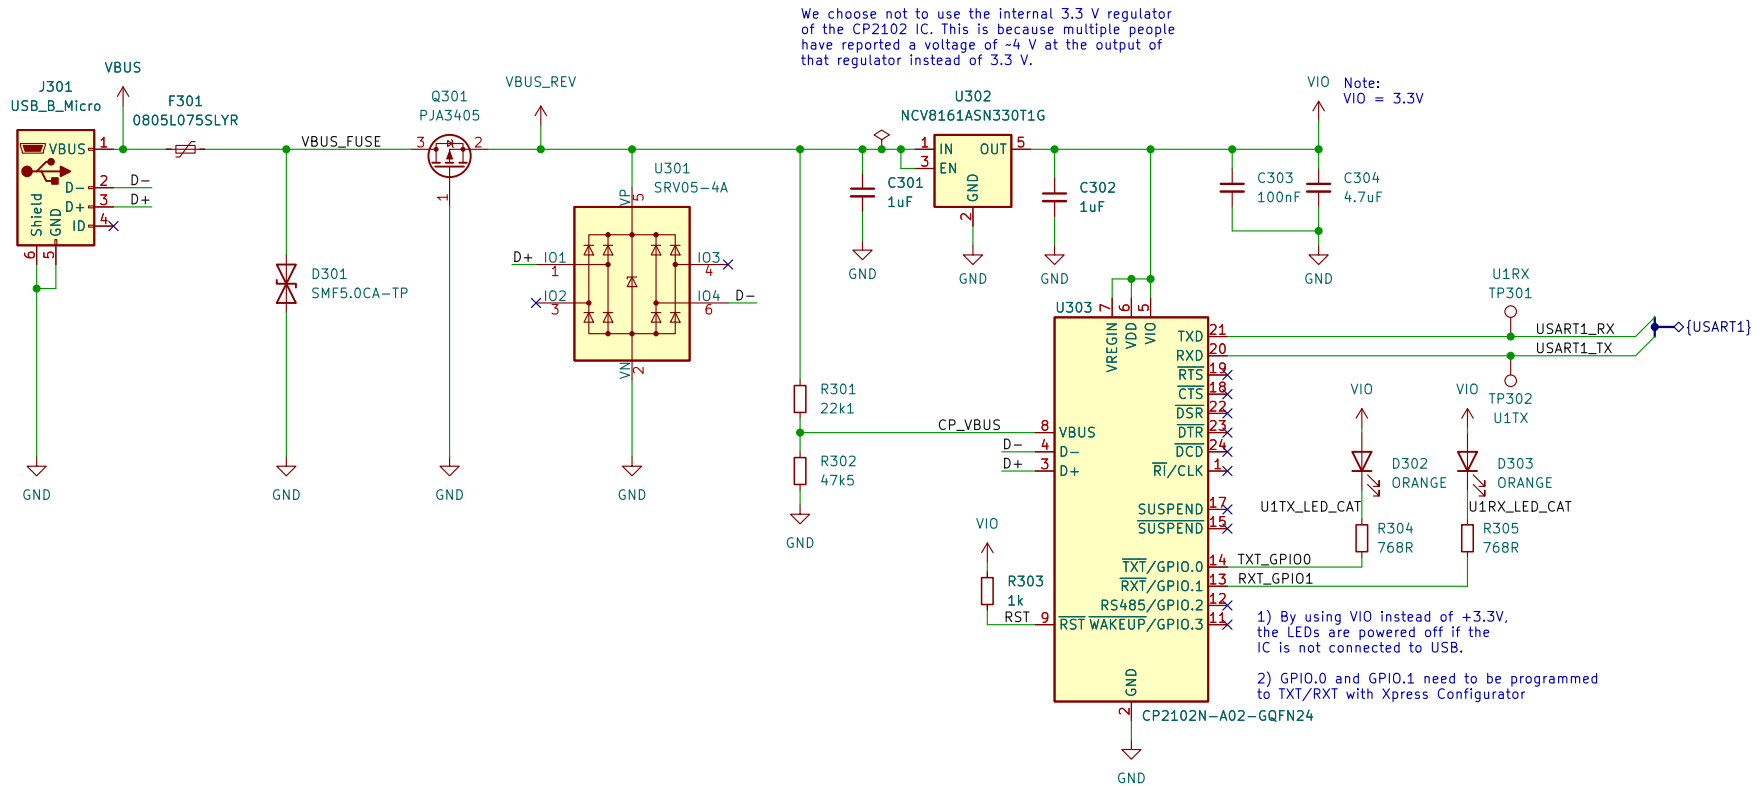 We choose not to use the internal 3.3 V regulator
of the CP2102 IC. This is because multiple people
have reported a voltage of ~4 V at the output of
that regulator instead of 3.3 V.
VBUS
J301
USB_B_Micro
F301
0805L075SLYR
VBUS_FUSE
Q301
PJA3405
VBUS_REV
U302
NCV8161ASN330T1G
VIO
Note:
VIO = 3.3V
VBUS 1
D- 2
D+ 3
ID 4
Shield
GND
6
5
D-
D+
GND
D301
SMF5.0CA-TP
GND
3
2
1
GND
U301
SRV05-4A
VP
5
D+
IO1
1
IO2
3
IO3
4
IO4
6
D-
VN
2
GND
C301
1uF
GND
1 IN
3 EN
OUT 5
GND
2
GND
C302
1uF
GND
C303
100nF
C304
4.7uF
GND
R301
22k1
R302
47k5
GND
CP_VBUS
D-
D+
VIO
R303
1k
RST
U303
7
6
5
VREGIN
VDD
VIO
8 VBUS
4 D-
3 D+
9 RST
TXD 21
RXD 20
RTS 19
CTS 18
DSR 22
DTR 23
DCD 24
RI/CLK 1
SUSPEND 17
SUSPEND 15
TXT/GPIO.0 14
RXT/GPIO.1 13
RS485/GPIO.2 12
WAKEUP/GPIO.3 11
GND
2
CP2102N-A02-GQFN24
GND
U1RX
TP301
USART1_RX
USART1_TX
{USART1}
TP302
U1TX
VIO
D302
ORANGE
U1TX_LED_CAT
R304
768R
VIO
D303
ORANGE
U1RX_LED_CAT
R305
768R
TXT_GPIO0
RXT_GPIO1
1) By using VIO instead of +3.3V,
the LEDs are powered off if the
IC is not connected to USB.
2) GPIO.0 and GPIO.1 need to be programmed
to TXT/RXT with Xpress Configurator